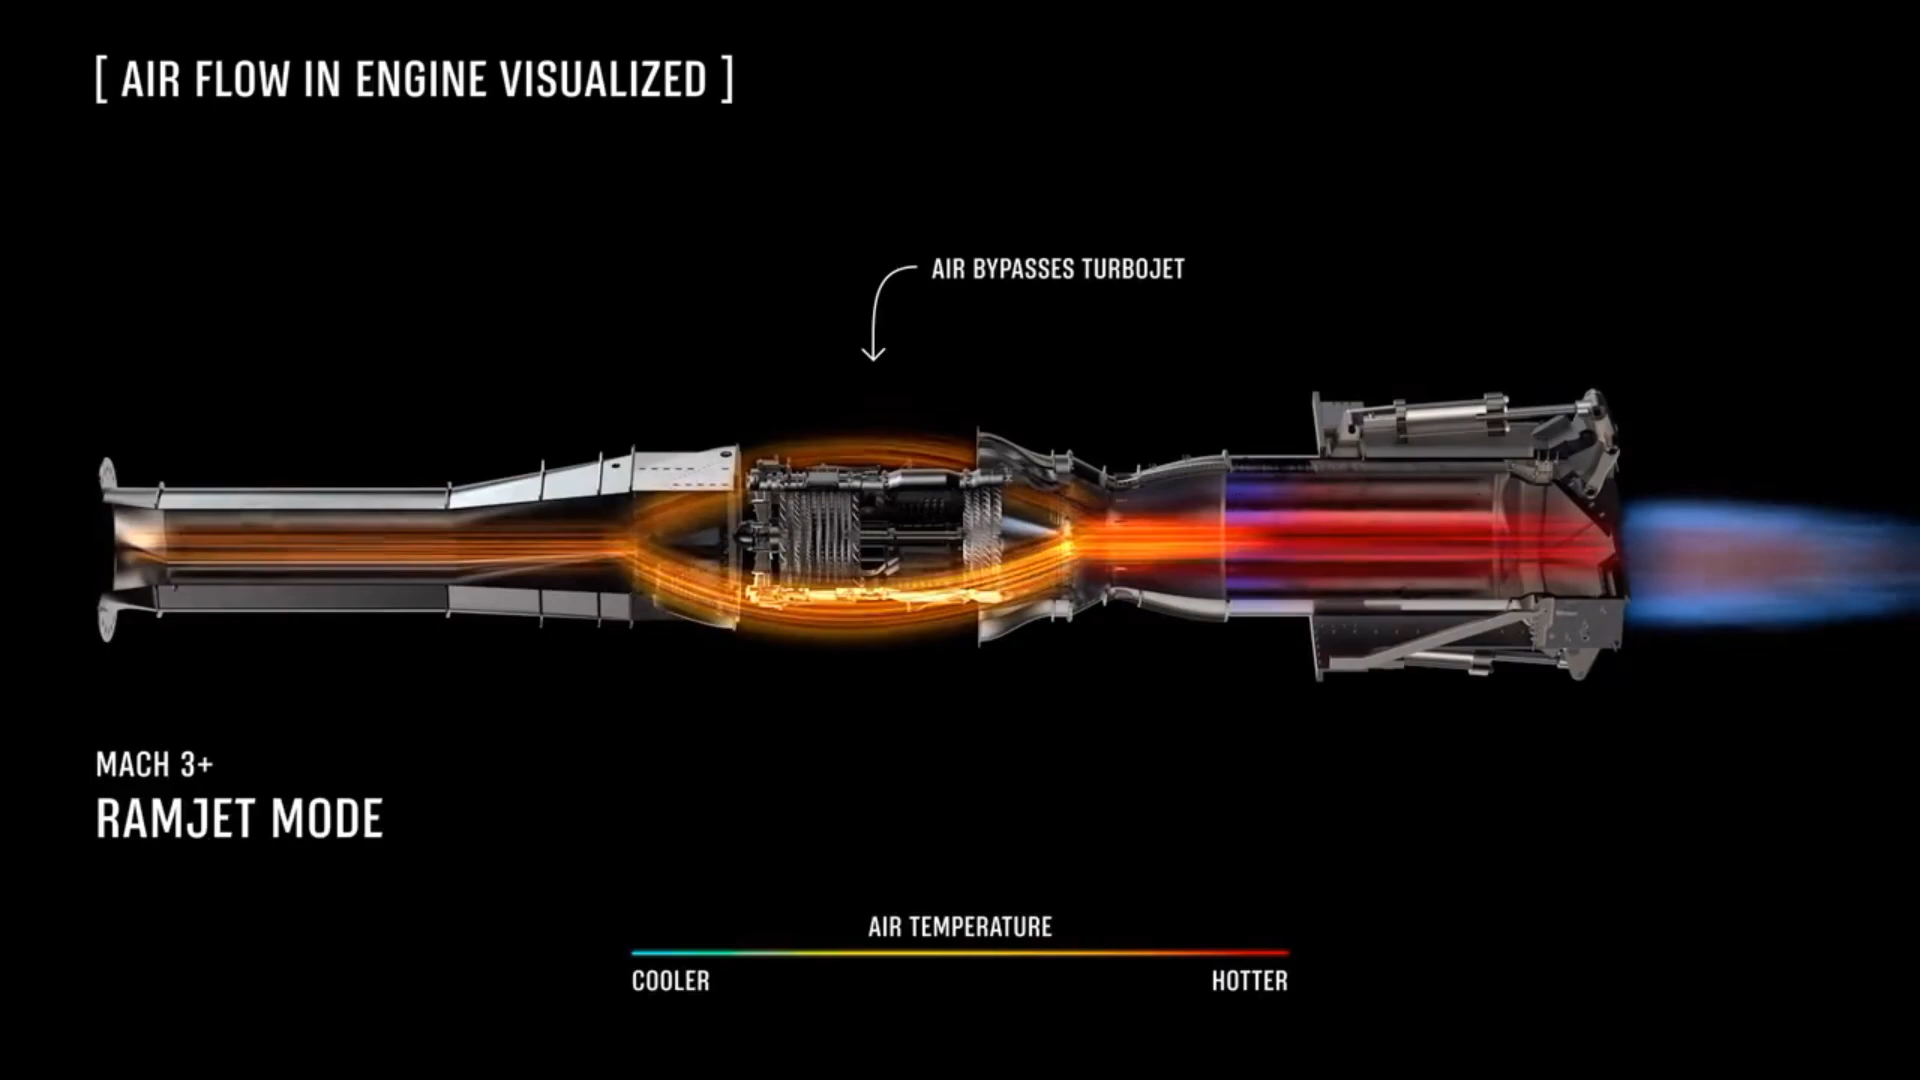 [ AIR FLOW IN ENGINE VISUALIZED ]
AIR BYPASSES TURBOJET
MACH 3+
RAMJET MODE
AIR TEMPERATURE
COOLER
HOTTER